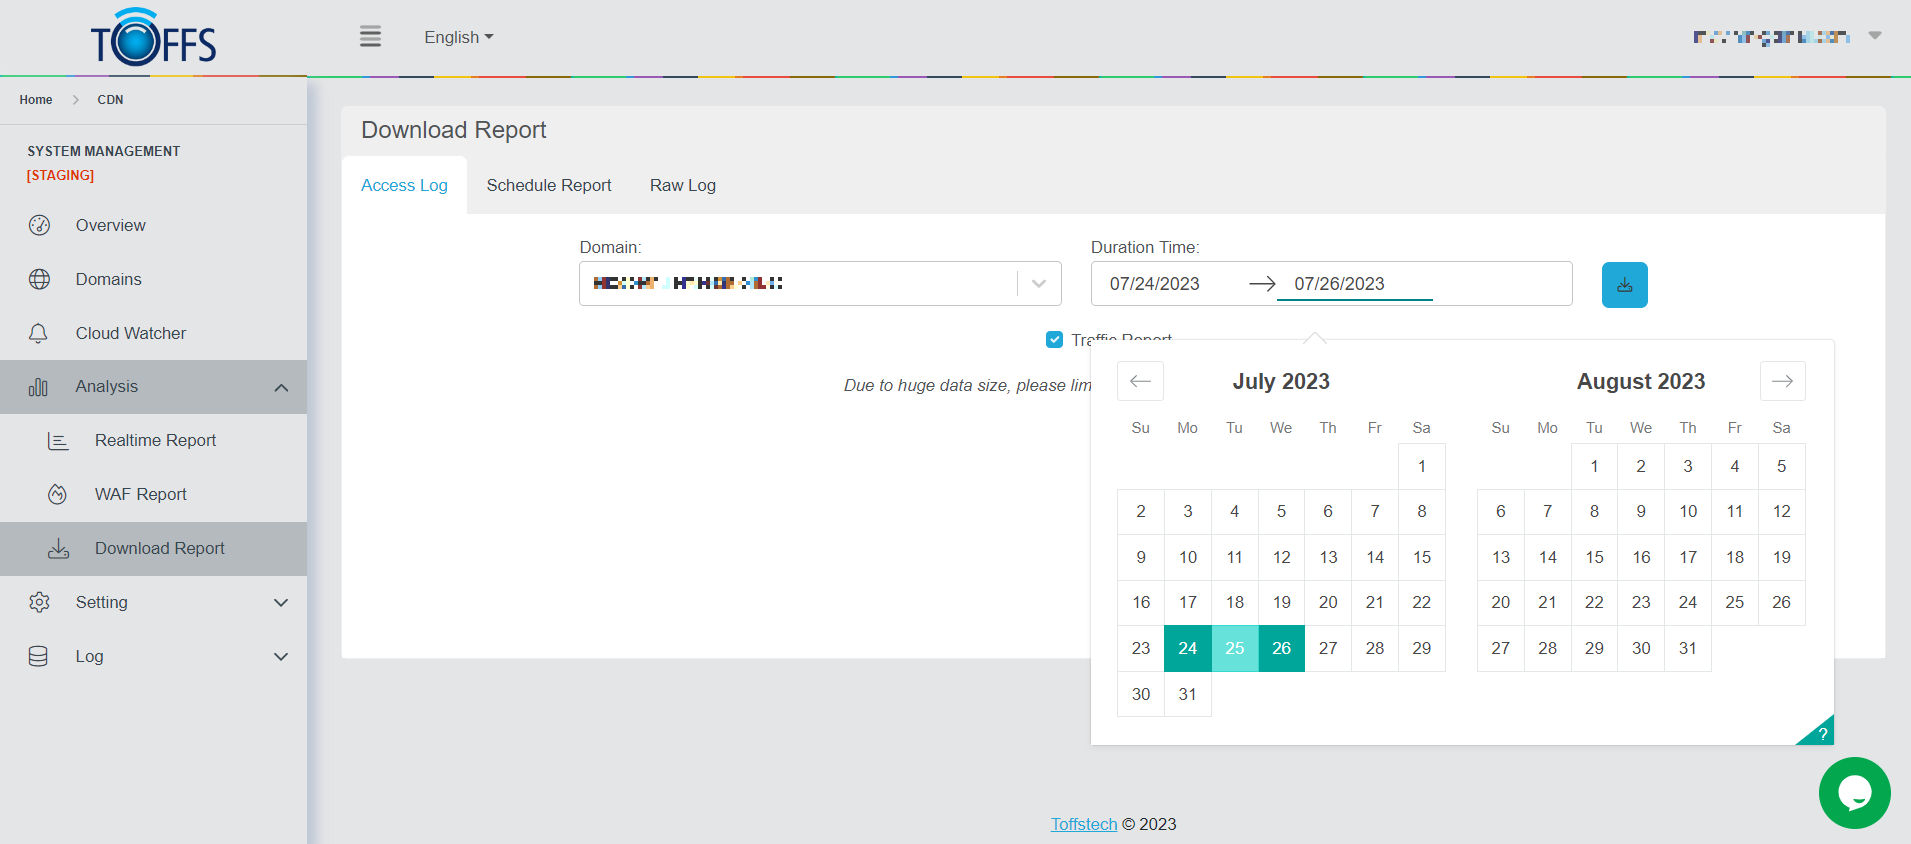 TOFFS
English
Home > CDN
SYSTEM MANAGEMENT
[STAGING]
Overview
Domains
Cloud Watcher
Analysis
Realtime Report
WAF Report
Download Report
Setting
Log
Download Report
Access Log Schedule Report Raw Log
Domain:
Duration Time:
07/24/2023 → 07/26/2023
Traffic Report
Due to huge data size, please lim
← July 2023
August 2023 →
Su Mo Tu We Th Fr Sa
1
2 3 4 5 6 7 8
9 10 11 12 13 14 15
16 17 18 19 20 21 22
23 24 25 26 27 28 29
30 31
Su Mo Tu We Th Fr Sa
1 2 3 4 5
6 7 8 9 10 11 12
13 14 15 16 17 18 19
20 21 22 23 24 25 26
27 28 29 30 31
?
Toffstech © 2023